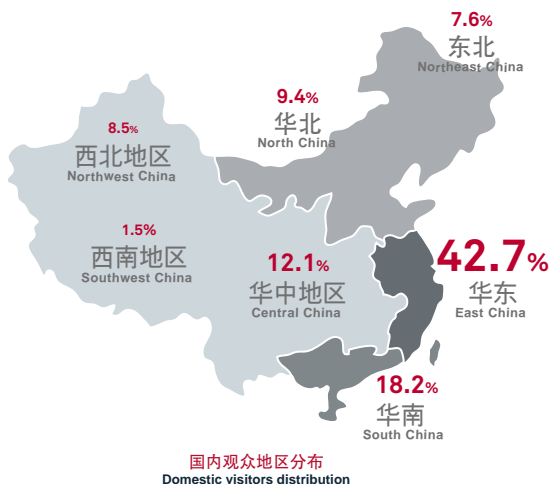 7.6%
东北
Northeast China
9.4%
华北
North China
8.5%
西北地区
Northwest China
1.5%
西南地区
Southwest China
12.1%
华中地区
Central China
42.7%
华东
East China
18.2%
华南
South China
国内观众地区分布
Domestic visitors distribution